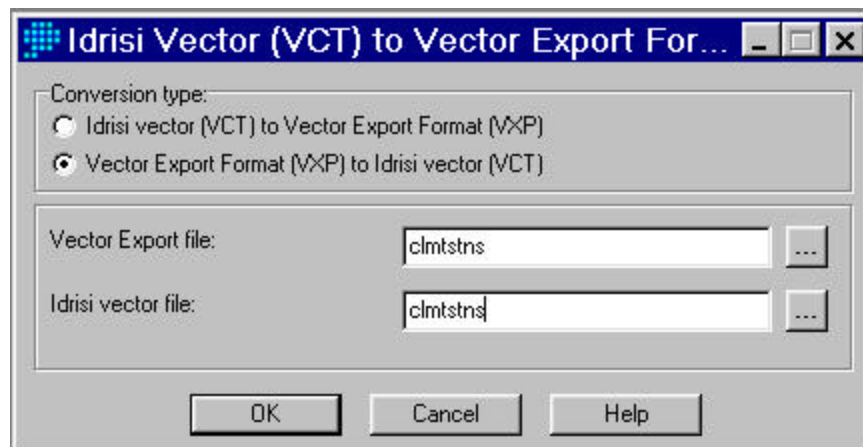 Idrisi Vector (VCT) to Vector Export For...
Conversion type:
Idrisi vector (VCT) to Vector Export Format (VXP)
Vector Export Format (VXP) to Idrisi vector (VCT)
Vector Export file: clmtstns ...
Idrisi vector file: clmtstns ...
OK Cancel Help